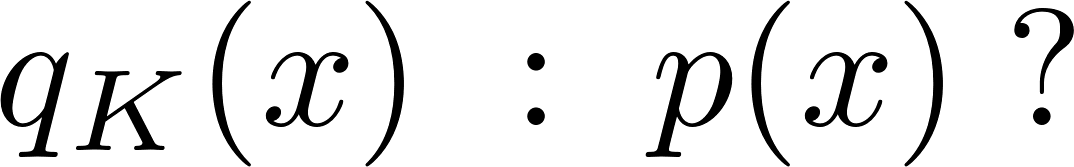 q_K(x) : p(x) ?